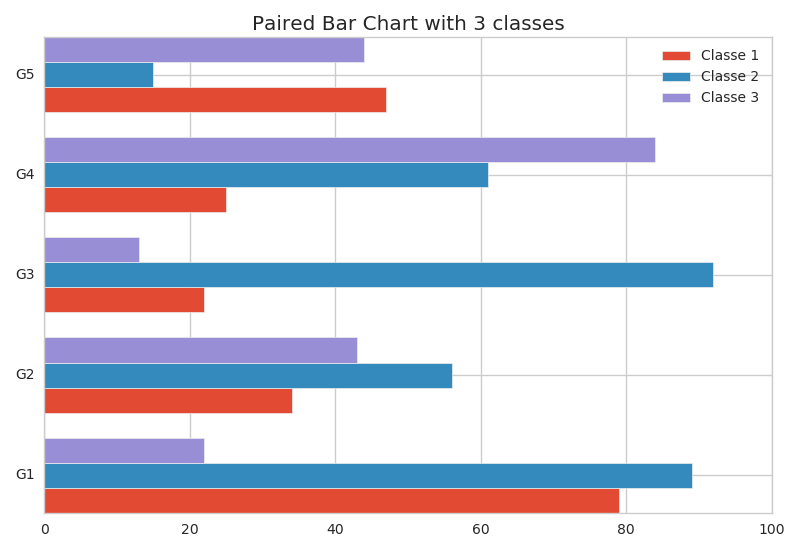 Paired Bar Chart with 3 classes
Classe 1
Classe 2
Classe 3
G5
G4
G3
G2
G1
0 20 40 60 80 100